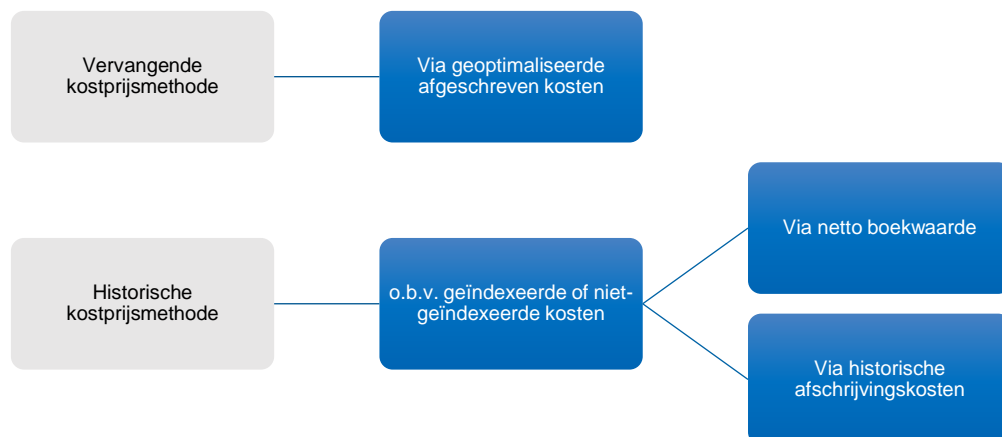 Vervangende
kostprijsmethode
Via geoptimaliseerde
afgeschreven kosten
Historische
kostprijsmethode
o.b.v. geïndexeerde of niet-
geïndexeerde kosten
Via netto boekwaarde
Via historische
afschrijvingskosten